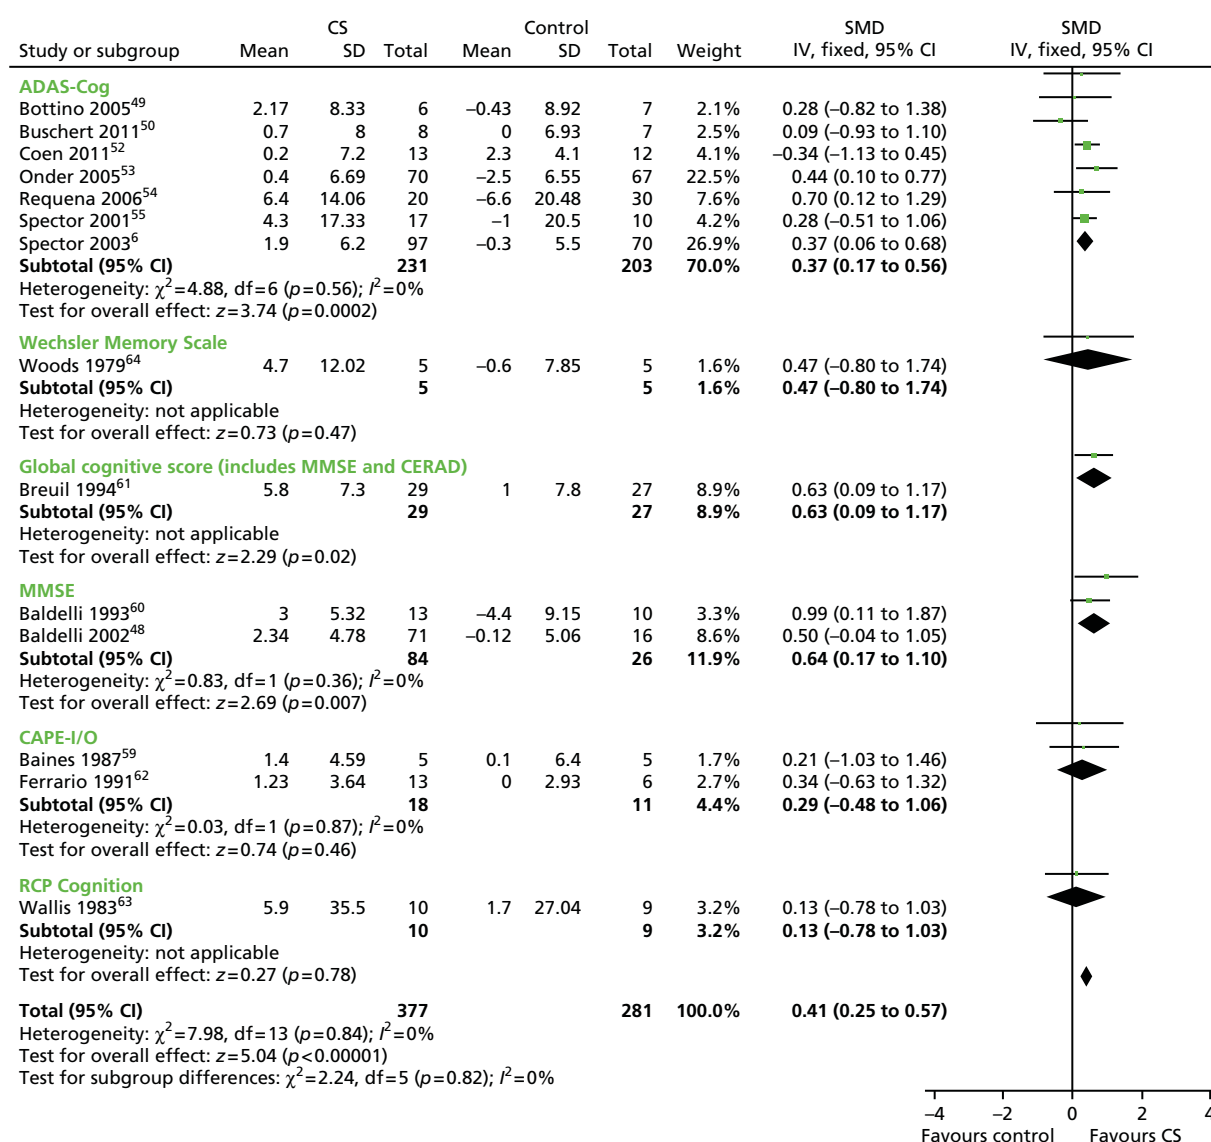 CS Control SMD SMD
Study or subgroup Mean SD Total Mean SD Total Weight IV, fixed, 95% CI IV, fixed, 95% CI
ADAS-Cog
Bottino 2005⁴⁹ 2.17 8.33 6 −0.43 8.92 7 2.1% 0.28 (−0.82 to 1.38)
Buschert 2011⁵⁰ 0.7 8 8 0 6.93 7 2.5% 0.09 (−0.93 to 1.10)
Coen 2011⁵² 0.2 7.2 13 2.3 4.1 12 4.1% −0.34 (−1.13 to 0.45)
Onder 2005⁵³ 0.4 6.69 70 −2.5 6.55 67 22.5% 0.44 (0.10 to 0.77)
Requena 2006⁵⁴ 6.4 14.06 20 −6.6 20.48 30 7.6% 0.70 (0.12 to 1.29)
Spector 2001⁵⁵ 4.3 17.33 17 −1 20.5 10 4.2% 0.28 (−0.51 to 1.06)
Spector 2003⁶ 1.9 6.2 97 −0.3 5.5 70 26.9% 0.37 (0.06 to 0.68)
Subtotal (95% CI) 231 203 70.0% 0.37 (0.17 to 0.56)
Heterogeneity: χ²=4.88, df=6 (p=0.56); I²=0%
Test for overall effect: z=3.74 (p=0.0002)
Wechsler Memory Scale
Woods 1979⁶⁴ 4.7 12.02 5 −0.6 7.85 5 1.6% 0.47 (−0.80 to 1.74)
Subtotal (95% CI) 5 5 1.6% 0.47 (−0.80 to 1.74)
Heterogeneity: not applicable
Test for overall effect: z=0.73 (p=0.47)
Global cognitive score (includes MMSE and CERAD)
Breuil 1994⁶¹ 5.8 7.3 29 1 7.8 27 8.9% 0.63 (0.09 to 1.17)
Subtotal (95% CI) 29 27 8.9% 0.63 (0.09 to 1.17)
Heterogeneity: not applicable
Test for overall effect: z=2.29 (p=0.02)
MMSE
Baldelli 1993⁶⁰ 3 5.32 13 −4.4 9.15 10 3.3% 0.99 (0.11 to 1.87)
Baldelli 2002⁴⁸ 2.34 4.78 71 −0.12 5.06 16 8.6% 0.50 (−0.04 to 1.05)
Subtotal (95% CI) 84 26 11.9% 0.64 (0.17 to 1.10)
Heterogeneity: χ²=0.83, df=1 (p=0.36); I²=0%
Test for overall effect: z=2.69 (p=0.007)
CAPE-I/O
Baines 1987⁵⁹ 1.4 4.59 5 0.1 6.4 5 1.7% 0.21 (−1.03 to 1.46)
Ferrario 1991⁶² 1.23 3.64 13 0 2.93 6 2.7% 0.34 (−0.63 to 1.32)
Subtotal (95% CI) 18 11 4.4% 0.29 (−0.48 to 1.06)
Heterogeneity: χ²=0.03, df=1 (p=0.87); I²=0%
Test for overall effect: z=0.74 (p=0.46)
RCP Cognition
Wallis 1983⁶³ 5.9 35.5 10 1.7 27.04 9 3.2% 0.13 (−0.78 to 1.03)
Subtotal (95% CI) 10 9 3.2% 0.13 (−0.78 to 1.03)
Heterogeneity: not applicable
Test for overall effect: z=0.27 (p=0.78)
Total (95% CI) 377 281 100.0% 0.41 (0.25 to 0.57)
Heterogeneity: χ²=7.98, df=13 (p=0.84); I²=0%
Test for overall effect: z=5.04 (p<0.00001)
Test for subgroup differences: χ²=2.24, df=5 (p=0.82); I²=0%
−4 −2 0 2 4
Favours control Favours CS